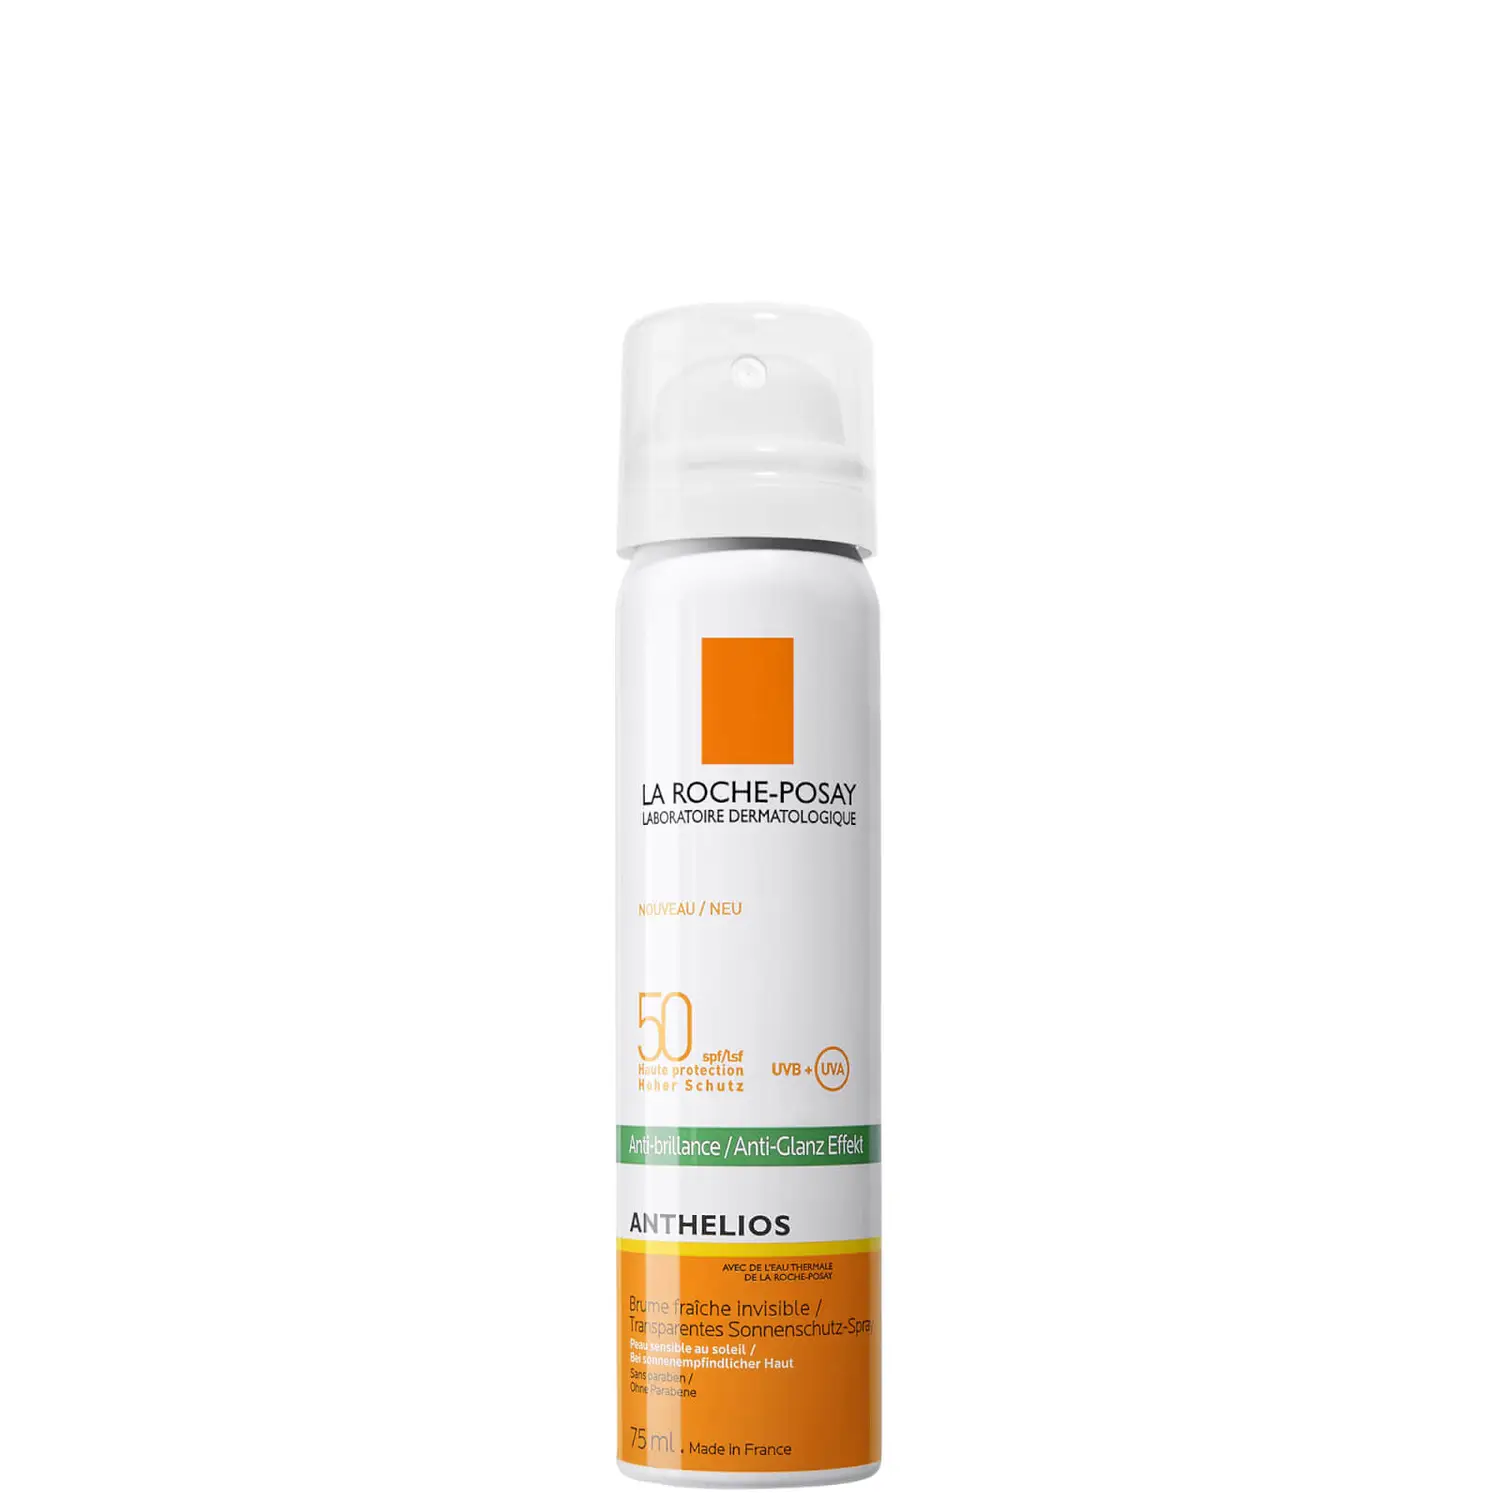 LA ROCHE-POSAY
LABORATOIRE DERMATOLOGIQUE
NOUVEAU / NEU
50 spf/lsf
Haute protection
Hoher Schutz
UVB + UVA
Anti-brillance / Anti-Glanz Effekt
ANTHELIOS
AVEC DE L'EAU THERMALE
DE LA ROCHE-POSAY
Brume fraîche invisible /
Transparentes Sonnenschutz-Spray
Peau sensible au soleil /
Bei sonnenempfindlicher Haut
Sans paraben /
Ohne Parabene
75 ml . Made in France